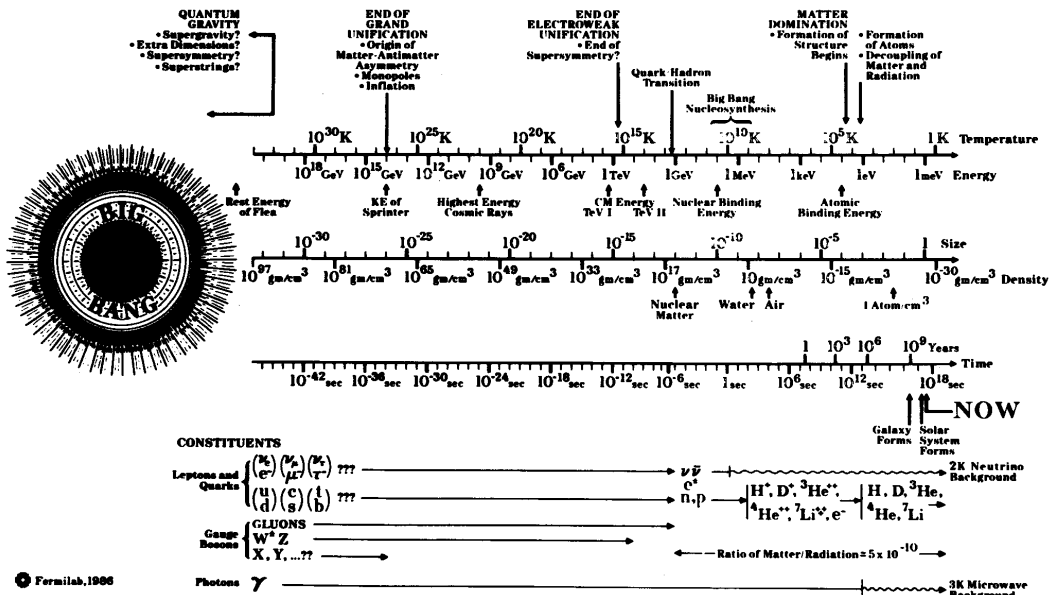 QUANTUM
GRAVITY
• Supergravity?
• Extra Dimensions?
• Supersymmetry?
• Superstrings?
END OF
GRAND
UNIFICATION
• Origin of
Matter-Antimatter
Asymmetry
• Monopoles
• Inflation
END OF
ELECTROWEAK
UNIFICATION
• End of
Supersymmetry?
Quark-Hadron
Transition
Big Bang
Nucleosynthesis
MATTER
DOMINATION
• Formation of
Structure
Begins
• Formation
of Atoms
• Decoupling of
Matter and
Radiation
10³⁰K 10²⁵K 10²⁰K 10¹⁵K 10¹⁰K 10⁵K 1K Temperature
10¹⁸GeV 10¹⁵GeV 10¹²GeV 10⁹GeV 10⁶GeV 1TeV 1GeV 1MeV 1keV 1eV 1meV Energy
Rest Energy
of Flea
KE of
Sprinter
Highest Energy
Cosmic Rays
CM Energy
TeV I TeV II
Nuclear Binding
Energy
Atomic
Binding Energy
BIG
BANG
10⁻³⁰ 10⁻²⁵ 10⁻²⁰ 10⁻¹⁵ 10⁻¹⁰ 10⁻⁵ 1 Size
10⁹⁷gm/cm³ 10⁸¹gm/cm³ 10⁶⁵gm/cm³ 10⁴⁹gm/cm³ 10³³gm/cm³ 10¹⁷gm/cm³ 10gm/cm³ 10⁻¹⁵gm/cm³ 10⁻³⁰gm/cm³ Density
Nuclear
Matter
Water
Air
1 Atom/cm³
1 10³ 10⁶ 10⁹ Years
Time
10⁻⁴²sec 10⁻³⁶sec 10⁻³⁰sec 10⁻²⁴sec 10⁻¹⁸sec 10⁻¹²sec 10⁻⁶sec 1sec 10⁶sec 10¹²sec 10¹⁸sec
NOW
Galaxy
Forms
Solar
System
Forms
CONSTITUENTS
Leptons and
Quarks
(νe e⁻) (νμ μ⁻) (ντ τ⁻) ???
(u d) (c s) (t b) ???
ν ν̄
e±
n,p
H⁺, D⁺, ³He⁺⁺,
⁴He⁺⁺, ⁷Li⁺⁺⁺, e⁻
H, D, ³He,
⁴He, ⁷Li
2K Neutrino
Background
Gauge
Bosons
GLUONS
W± Z
X, Y, ...??
Ratio of Matter/Radiation = 5 x 10⁻¹⁰
Fermilab, 1986
Photons γ
3K Microwave
Background